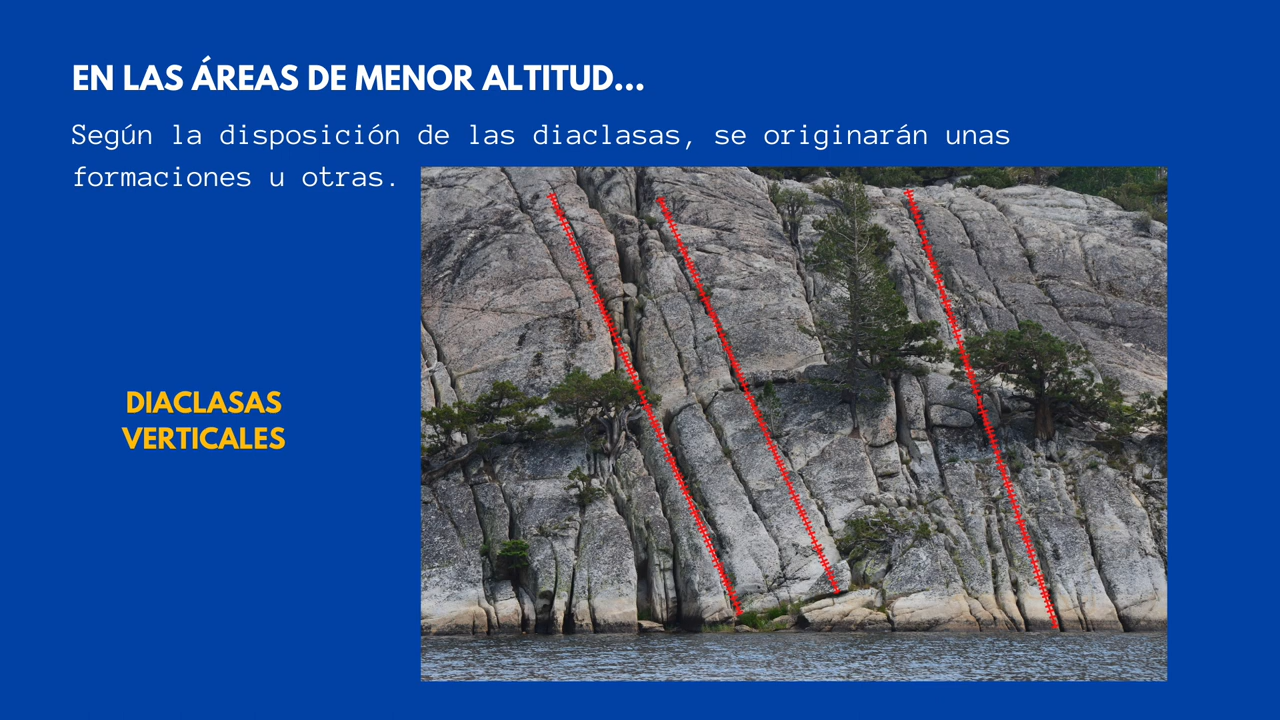 EN LAS ÁREAS DE MENOR ALTITUD...
Según la disposición de las diaclasas, se originarán unas
formaciones u otras.
DIACLASAS
VERTICALES